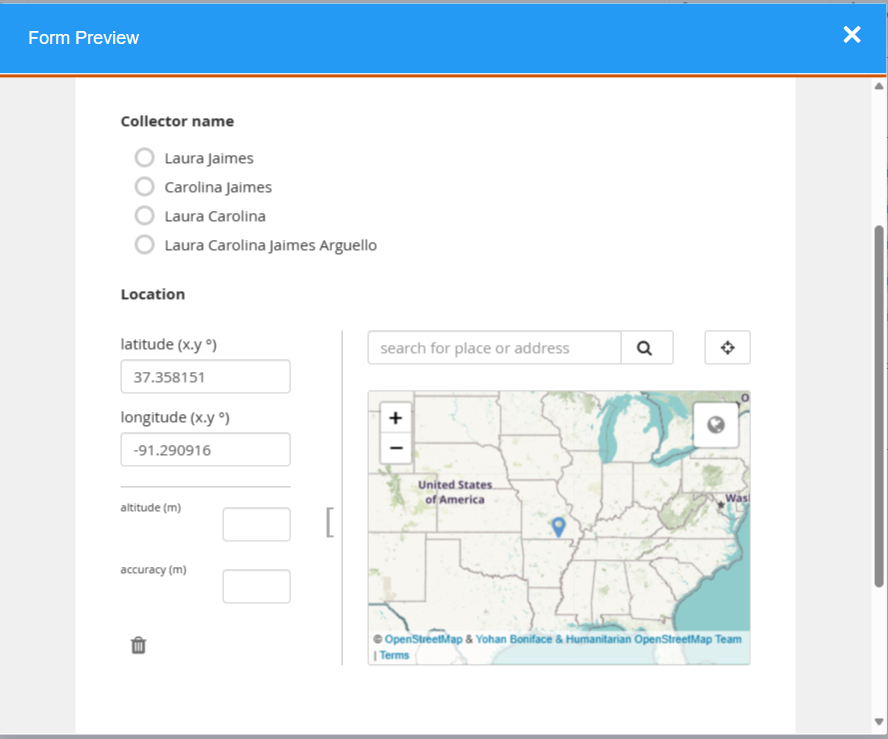 Form Preview
Collector name
Laura Jaimes
Carolina Jaimes
Laura Carolina
Laura Carolina Jaimes Arguello
Location
latitude (x.y °)
37.358151
longitude (x.y °)
-91.290916
altitude (m)
accuracy (m)
search for place or address
+
−
United States
of America
Was
O
© OpenStreetMap & Yohan Boniface & Humanitarian OpenStreetMap Team
| Terms